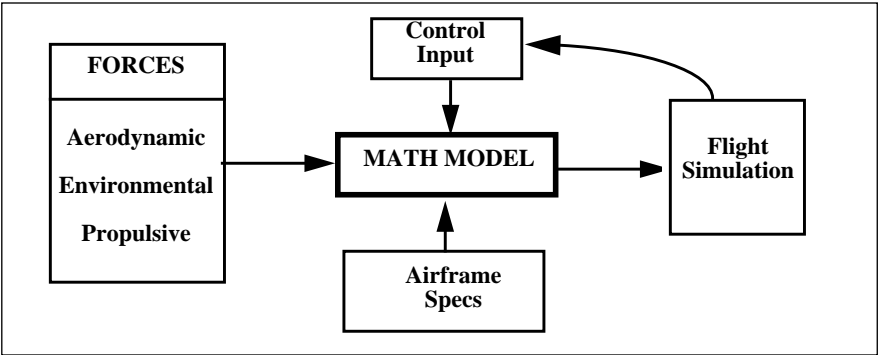 FORCES
Aerodynamic
Environmental
Propulsive
Control
Input
MATH MODEL
Airframe
Specs
Flight
Simulation